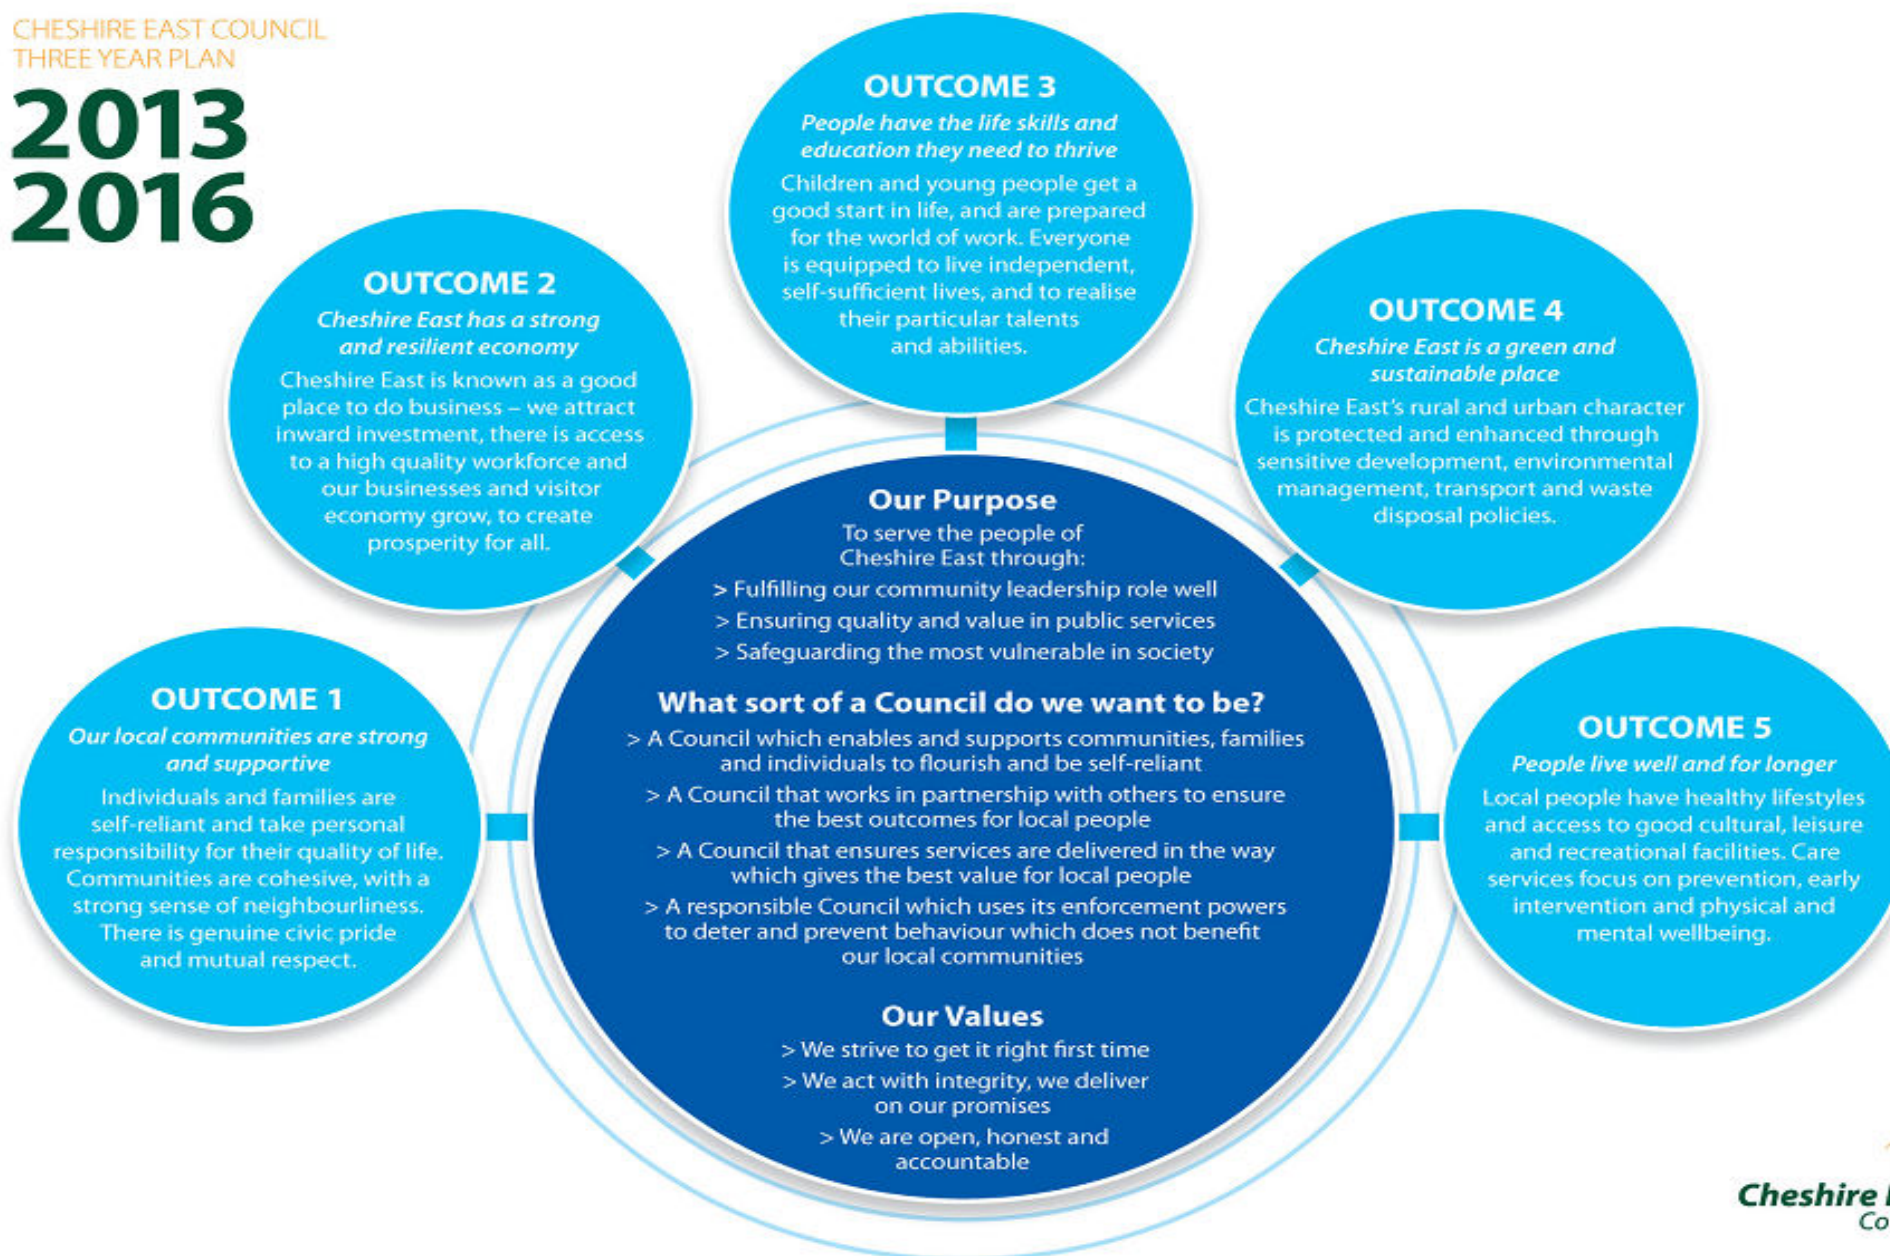 CHESHIRE EAST COUNCIL
THREE YEAR PLAN
2013
2016
OUTCOME 1
Our local communities are strong
and supportive
Individuals and families are
self-reliant and take personal
responsibility for their quality of life.
Communities are cohesive, with a
strong sense of neighbourliness.
There is genuine civic pride
and mutual respect.
OUTCOME 2
Cheshire East has a strong
and resilient economy
Cheshire East is known as a good
place to do business – we attract
inward investment, there is access
to a high quality workforce and
our businesses and visitor
economy grow, to create
prosperity for all.
OUTCOME 3
People have the life skills and
education they need to thrive
Children and young people get a
good start in life, and are prepared
for the world of work. Everyone
is equipped to live independent,
self-sufficient lives, and to realise
their particular talents
and abilities.
OUTCOME 4
Cheshire East is a green and
sustainable place
Cheshire East's rural and urban character
is protected and enhanced through
sensitive development, environmental
management, transport and waste
disposal policies.
OUTCOME 5
People live well and for longer
Local people have healthy lifestyles
and access to good cultural, leisure
and recreational facilities. Care
services focus on prevention, early
intervention and physical and
mental wellbeing.
Our Purpose
To serve the people of
Cheshire East through:
> Fulfilling our community leadership role well
> Ensuring quality and value in public services
> Safeguarding the most vulnerable in society
What sort of a Council do we want to be?
> A Council which enables and supports communities, families
and individuals to flourish and be self-reliant
> A Council that works in partnership with others to ensure
the best outcomes for local people
> A Council that ensures services are delivered in the way
which gives the best value for local people
> A responsible Council which uses its enforcement powers
to deter and prevent behaviour which does not benefit
our local communities
Our Values
> We strive to get it right first time
> We act with integrity, we deliver
on our promises
> We are open, honest and
accountable
Cheshire